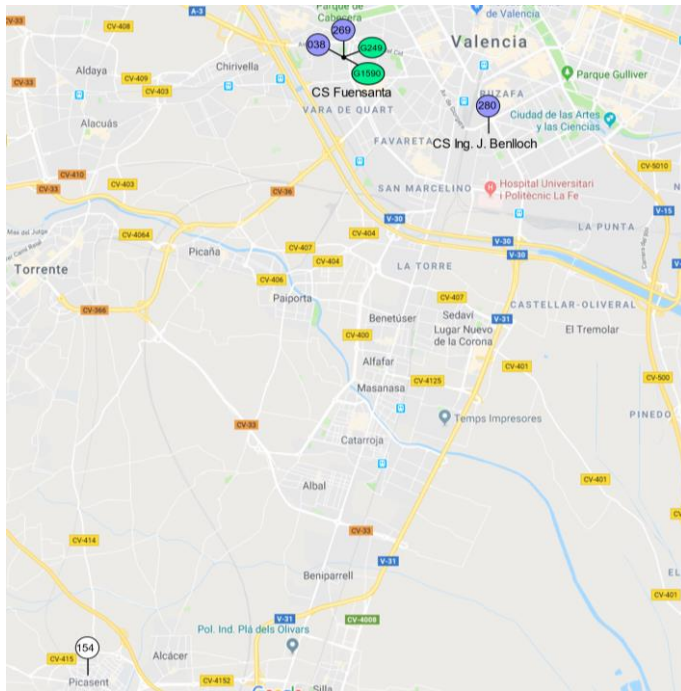 Parque de
Cabecera
CV-33
CV-408
A-3
de Valencia
269
038
G249
G1590
Valencia
CV-33
Aldaya
CV-409
CV-403
Chirivella
Parque Gulliver
CS Fuensanta
VARA DE QUART
RUZAFA
280
Ciudad de las Artes
y las Ciencias
Alacuás
FAVARETA
CS Ing. J. Benlloch
CV-410
CV-403
CV-33
CV-36
SAN MARCELINO
Hospital Universitari
i Politècnic La Fe
CV-5010
V-15
V-30
LA PUNTA
CV-4064
CV-407
CV-404
V-30
Picaña
CV-404
LA TORRE
V-30
Torrente
CV-406
Paiporta
CV-407
CASTELLAR-OLIVERAL
CV-366
Benetúser
Sedaví
V-31
Lugar Nuevo
de la Corona
El Tremolar
CV-400
Alfafar
CV-401
Masanasa
CV-4125
CV-500
CV-33
Temps Impresores
PINEDO
Catarroja
CV-401
Albal
CV-33
CV-414
V-31
Beniparrell
CV-401
V-31
CV-4008
Pol. Ind. Plá dels Olivars
154
CV-415
Alcácer
Picasent
CV-4152
Silla